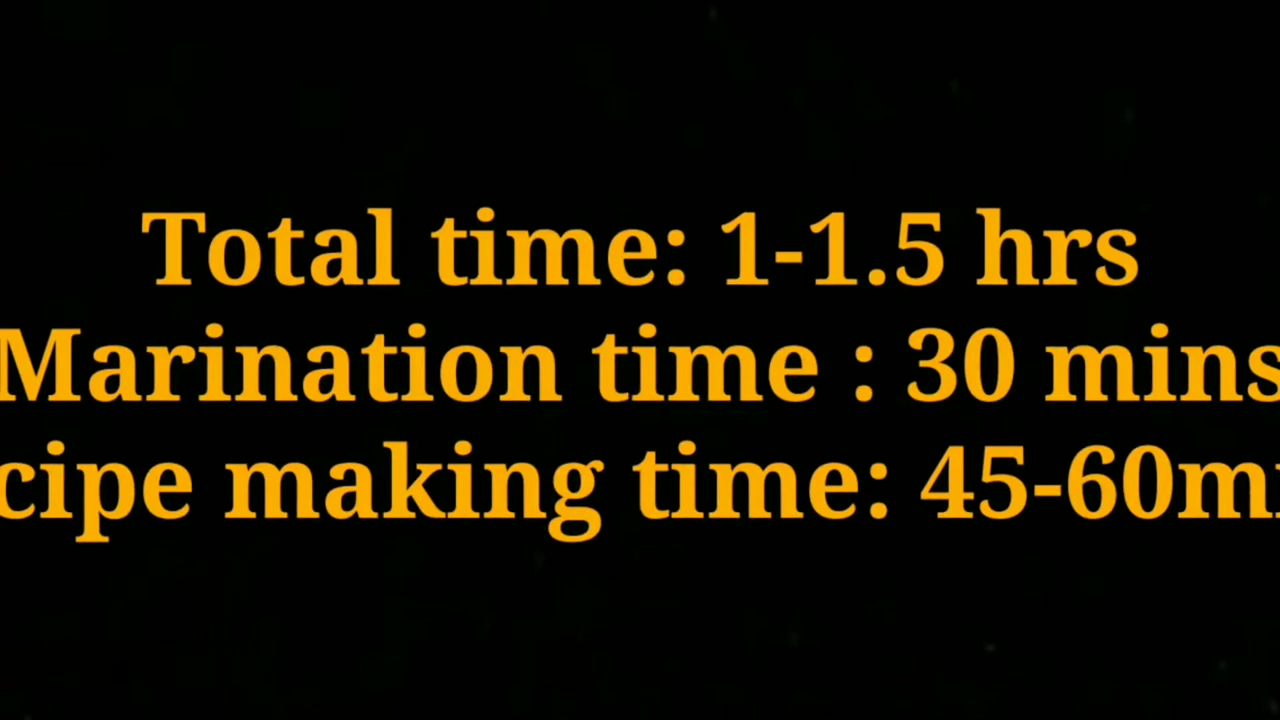 Total time: 1-1.5 hrs
Marination time : 30 mins
cipe making time: 45-60m